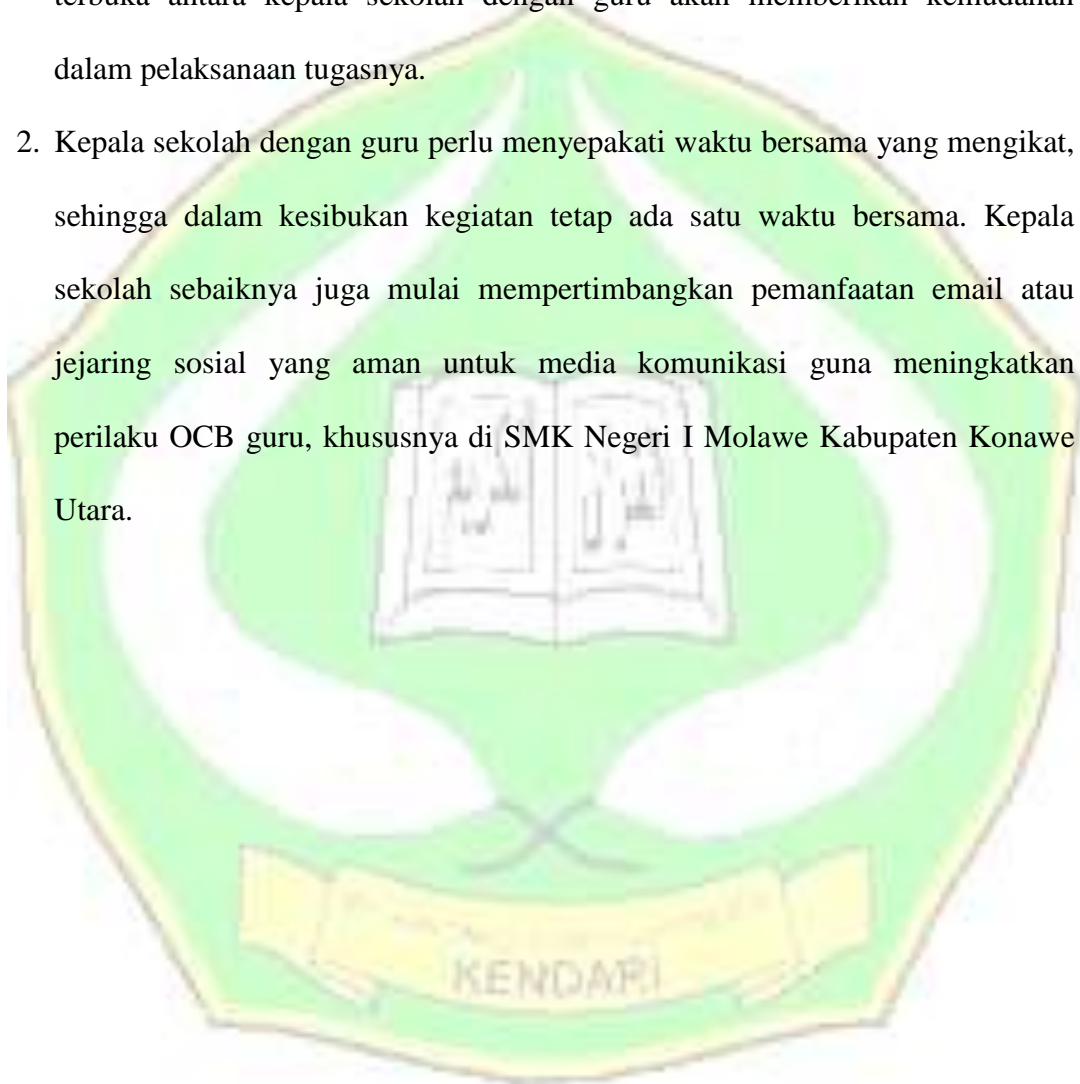 terbuka antara kepala sekolah dengan guru akan memberikan kemudahan
dalam pelaksanaan tugasnya.
2. Kepala sekolah dengan guru perlu menyepakati waktu bersama yang mengikat,
sehingga dalam kesibukan kegiatan tetap ada satu waktu bersama. Kepala
sekolah sebaiknya juga mulai mempertimbangkan pemanfaatan email atau
jejaring sosial yang aman untuk media komunikasi guna meningkatkan
perilaku OCB guru, khususnya di SMK Negeri I Molawe Kabupaten Konawe
Utara.
KENDARI